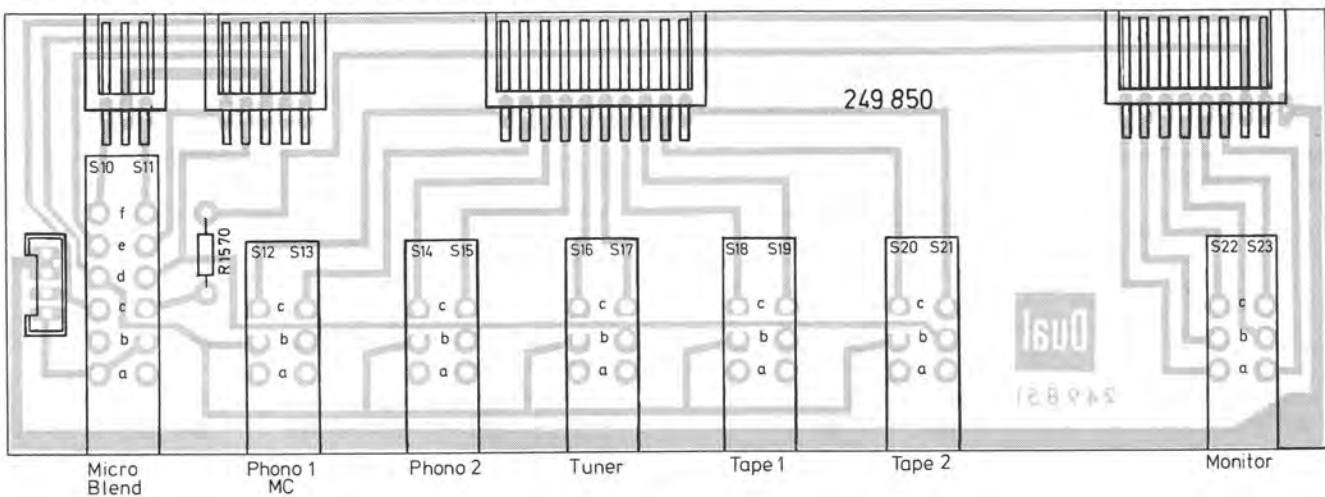 249 850
S10 S11
f
e
d
c
b
a
R1570
S12 S13
c
b
a
S14 S15
c
b
a
S16 S17
c
b
a
S18 S19
c
b
a
S20 S21
c
b
a
Dual
249851
S22 S23
c
b
a
Micro
Blend
Phono 1
MC
Phono 2
Tuner
Tape 1
Tape 2
Monitor